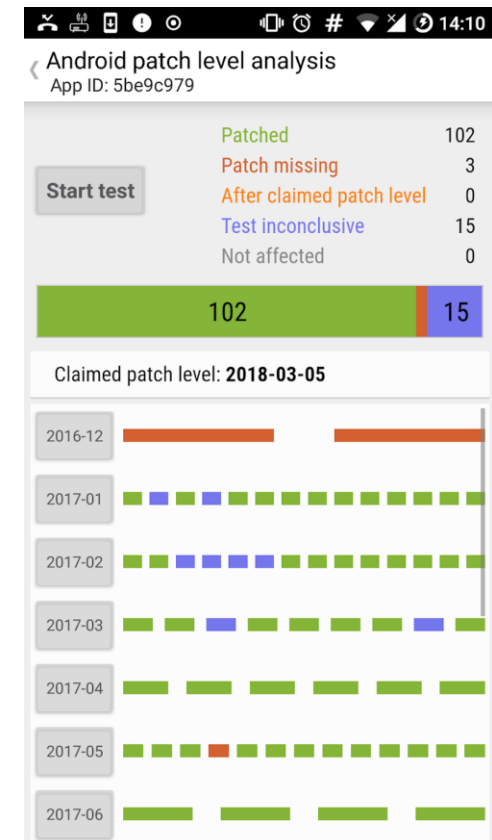 14:10
Android patch level analysis
App ID: 5be9c979
Start test
Patched 102
Patch missing 3
After claimed patch level 0
Test inconclusive 15
Not affected 0
102 15
Claimed patch level: 2018-03-05
2016-12
2017-01
2017-02
2017-03
2017-04
2017-05
2017-06